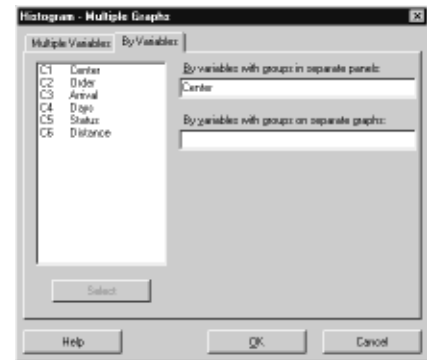 Histogram - Multiple Graphs
Multiple Variables
By Variables
C1 Center
C2 Order
C3 Arrival
C4 Days
C5 Status
C6 Distance
By variables with groups in separate panels:
Center
By variables with groups on separate graphs:
Select
Help
OK
Cancel